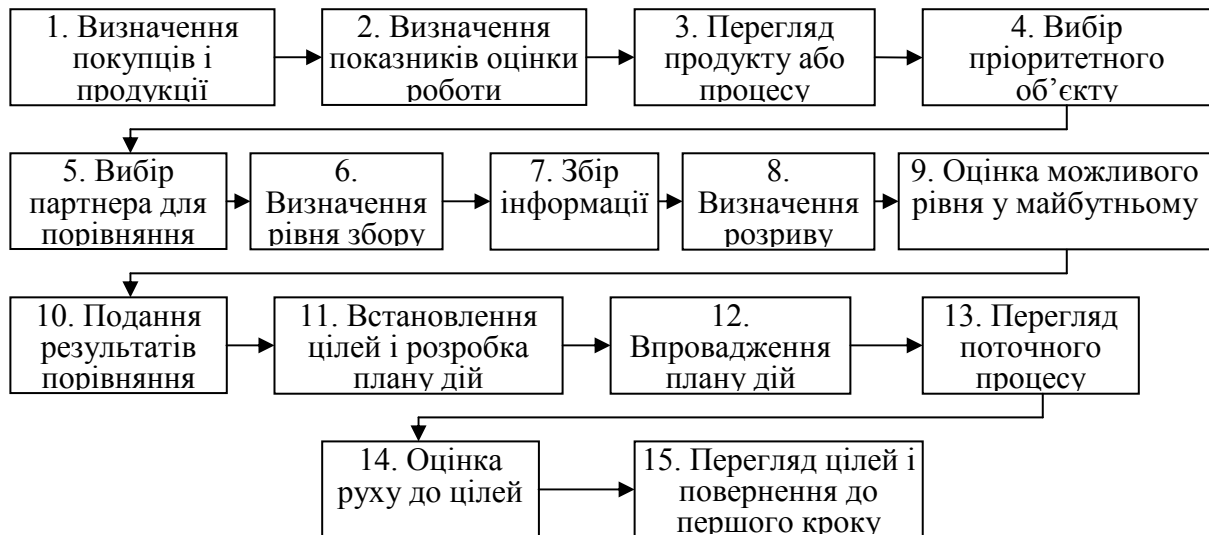 1. Визначення
покупців і
продукції
2. Визначення
показників оцінки
роботи
3. Перегляд
продукту або
процесу
4. Вибір
пріоритетного
об’єкту
5. Вибір
партнера для
порівняння
6.
Визначення
рівня збору
7. Збір
інформації
8.
Визначення
розриву
9. Оцінка можливого
рівня у майбутньому
10. Подання
результатів
порівняння
11. Встановлення
цілей і розробка
плану дій
12.
Впровадження
плану дій
13. Перегляд
поточного
процесу
14. Оцінка
руху до цілей
15. Перегляд цілей і
повернення до
першого кроку